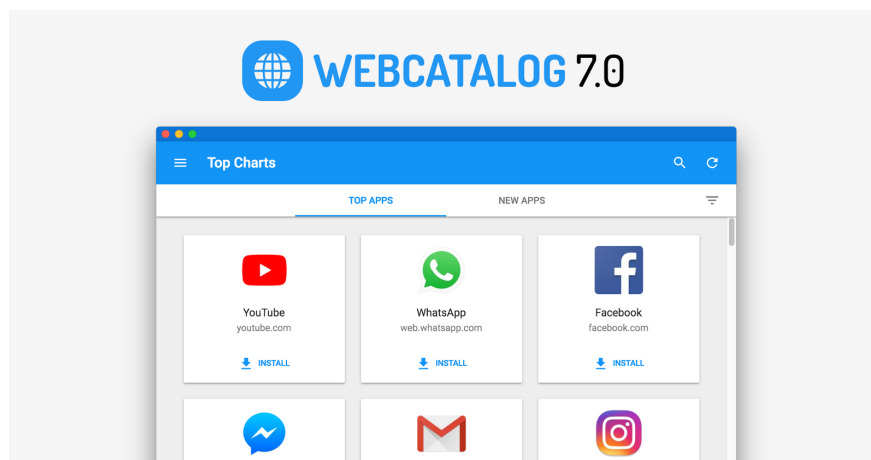 WEBCATALOG 7.0
Top Charts
TOP APPS NEW APPS
YouTube WhatsApp Facebook
youtube.com web.whatsapp.com facebook.com
INSTALL INSTALL INSTALL